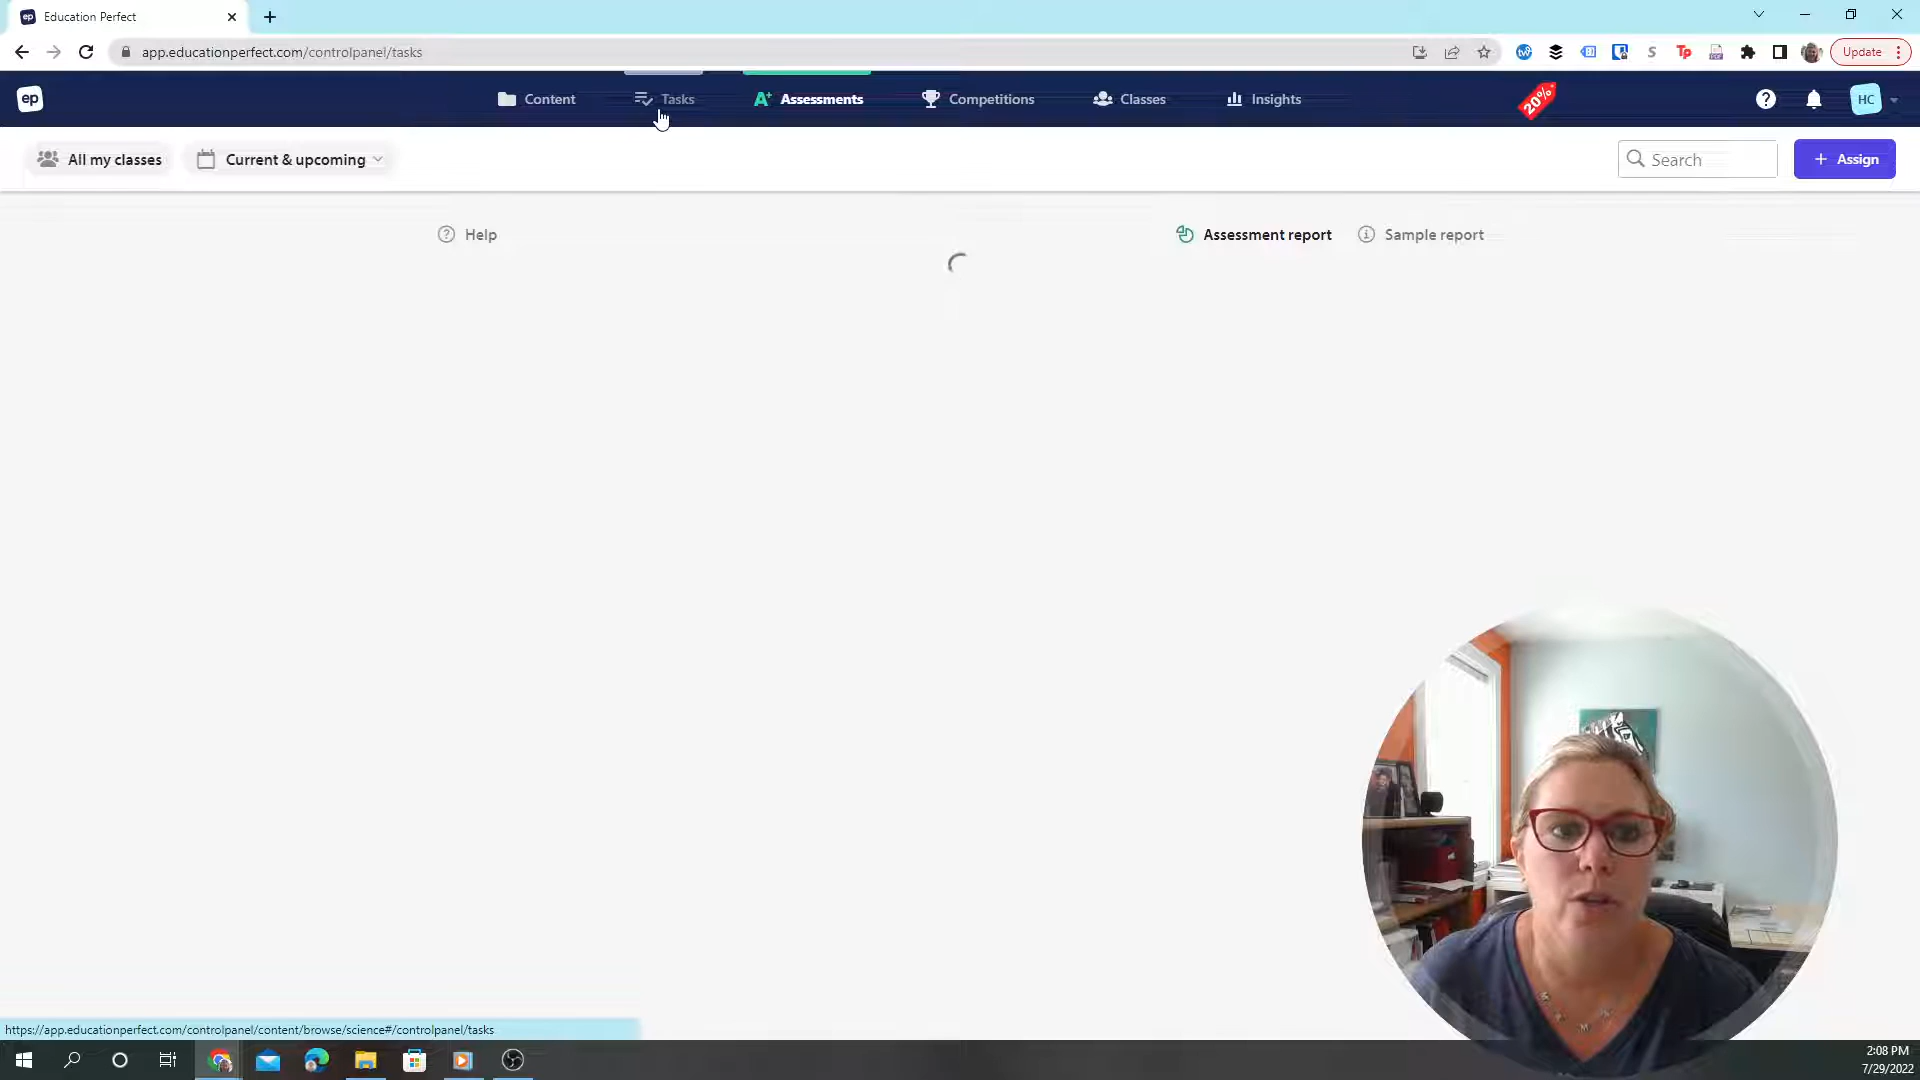 ep Education Perfect
app.educationperfect.com/controlpanel/tasks
Update
ep Content Tasks A+ Assessments Competitions Classes Insights 20% HC
All my classes Current & upcoming Search + Assign
Help Assessment report Sample report
https://app.educationperfect.com/controlpanel/content/browse/science#/controlpanel/tasks
2:08 PM
7/29/2022